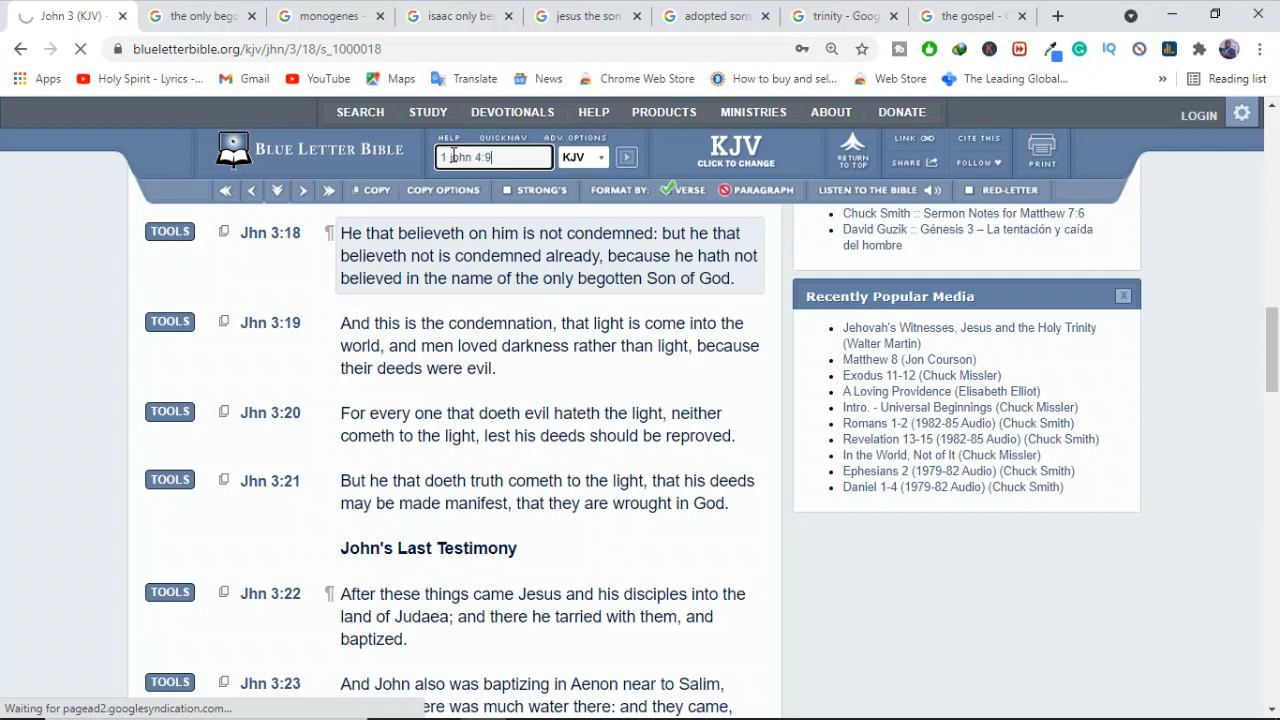 John 3 (KJV) -
the only bego
monogenes -
isaac only be
jesus the son
adopted sons
trinity - Goog
the gospel - C
blueletterbible.org/kjv/jhn/3/18/s_1000018
Apps
Holy Spirit - Lyrics -...
Gmail
YouTube
Maps
Translate
News
Chrome Web Store
How to buy and sel...
Web Store
The Leading Global...
»
Reading list
SEARCH
STUDY
DEVOTIONALS
HELP
PRODUCTS
MINISTRIES
ABOUT
DONATE
LOGIN
BLUE LETTER BIBLE
HELP
QUICKNAV
ADV. OPTIONS
1 john 4:9
KJV
KJV
CLICK TO CHANGE
RETURN
TO TOP
LINK
CITE THIS
SHARE
FOLLOW
PRINT
COPY
COPY OPTIONS
STRONG'S
FORMAT BY:
VERSE
PARAGRAPH
LISTEN TO THE BIBLE
RED-LETTER
TOOLS
Jhn 3:18
¶ He that believeth on him is not condemned: but he that
believeth not is condemned already, because he hath not
believed in the name of the only begotten Son of God.
TOOLS
Jhn 3:19
And this is the condemnation, that light is come into the
world, and men loved darkness rather than light, because
their deeds were evil.
TOOLS
Jhn 3:20
For every one that doeth evil hateth the light, neither
cometh to the light, lest his deeds should be reproved.
TOOLS
Jhn 3:21
But he that doeth truth cometh to the light, that his deeds
may be made manifest, that they are wrought in God.
John's Last Testimony
TOOLS
Jhn 3:22
¶ After these things came Jesus and his disciples into the
land of Judaea; and there he tarried with them, and
baptized.
TOOLS
Jhn 3:23
And John also was baptizing in Aenon near to Salim,
ere was much water there: and they came,
Chuck Smith :: Sermon Notes for Matthew 7:6
David Guzik :: Génesis 3 – La tentación y caída
del hombre
Recently Popular Media
x
Jehovah's Witnesses, Jesus and the Holy Trinity
(Walter Martin)
Matthew 8 (Jon Courson)
Exodus 11-12 (Chuck Missler)
A Loving Providence (Elisabeth Elliot)
Intro. - Universal Beginnings (Chuck Missler)
Romans 1-2 (1982-85 Audio) (Chuck Smith)
Revelation 13-15 (1982-85 Audio) (Chuck Smith)
In the World, Not of It (Chuck Missler)
Ephesians 2 (1979-82 Audio) (Chuck Smith)
Daniel 1-4 (1979-82 Audio) (Chuck Smith)
Waiting for pagead2.googlesyndication.com...